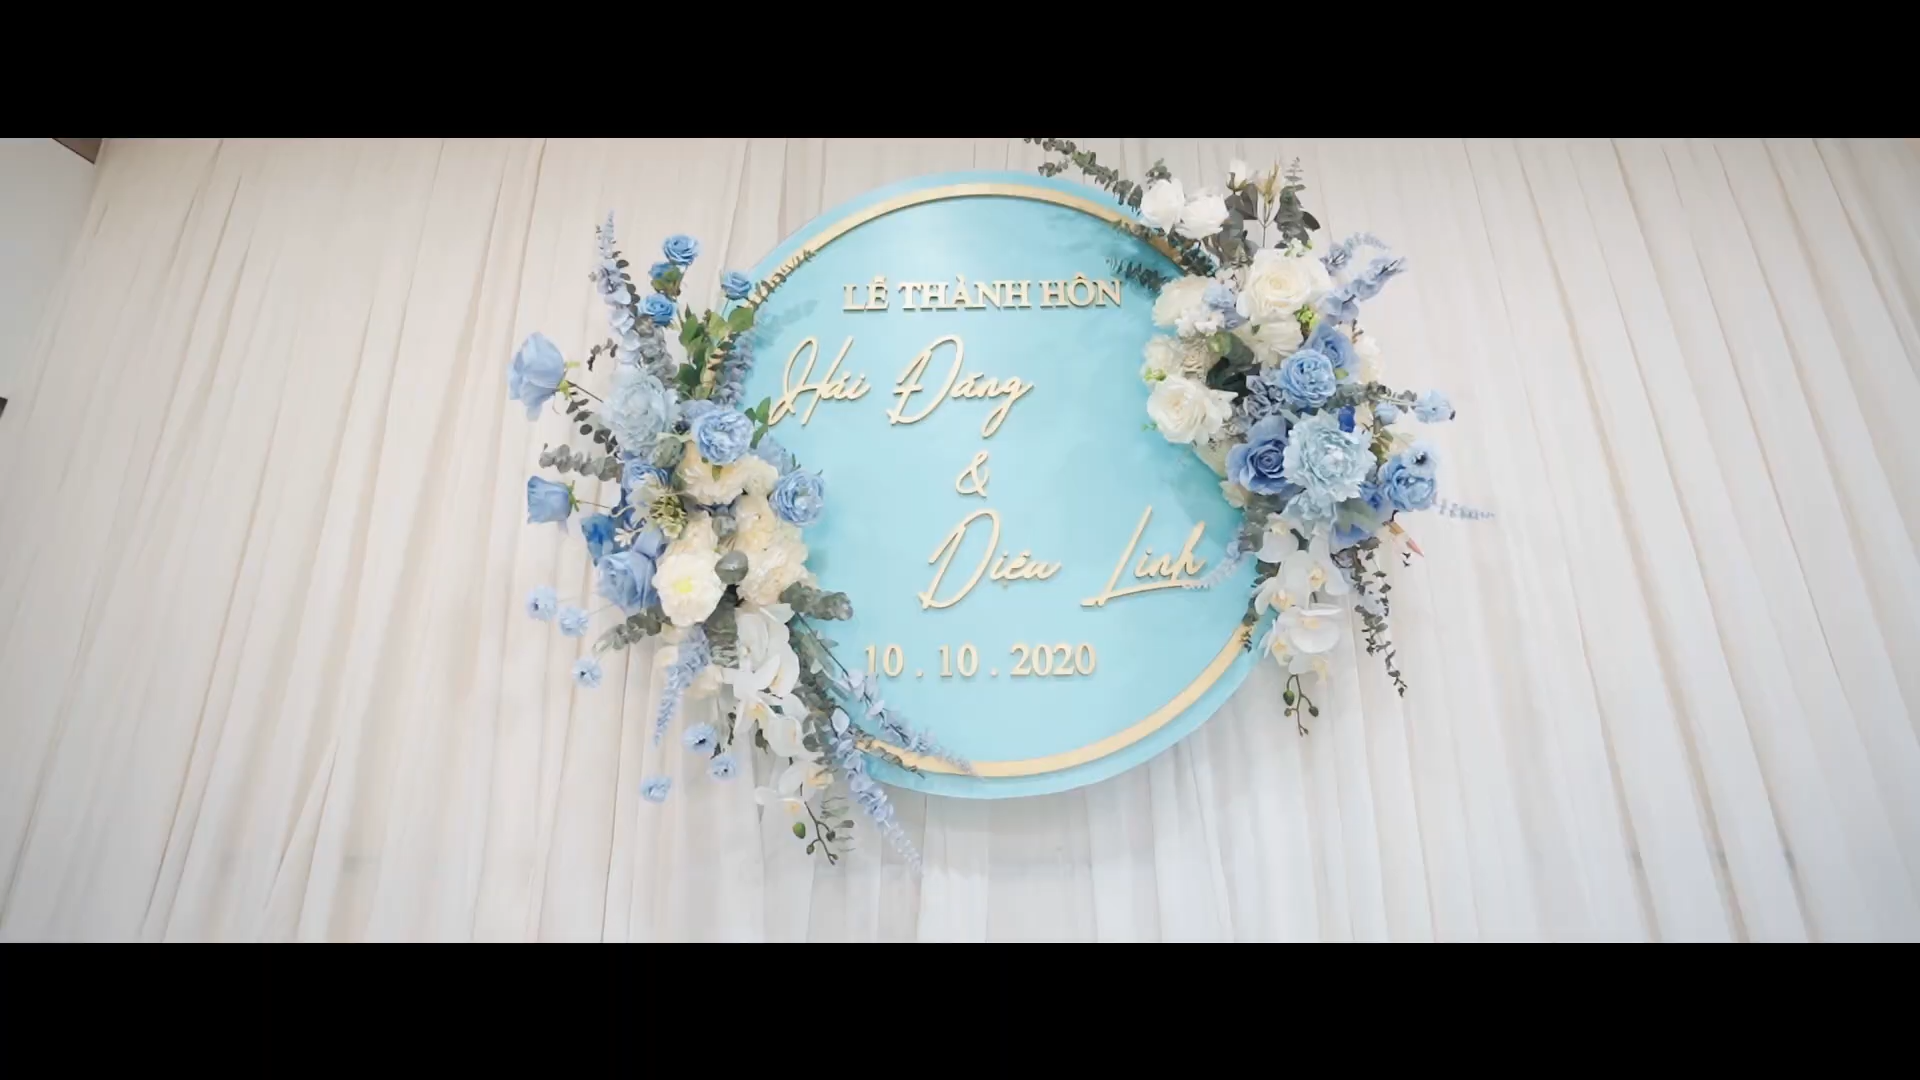 LỄ THÀNH HÔN
Hải Đăng
&
Diệu Linh
10 . 10 . 2020